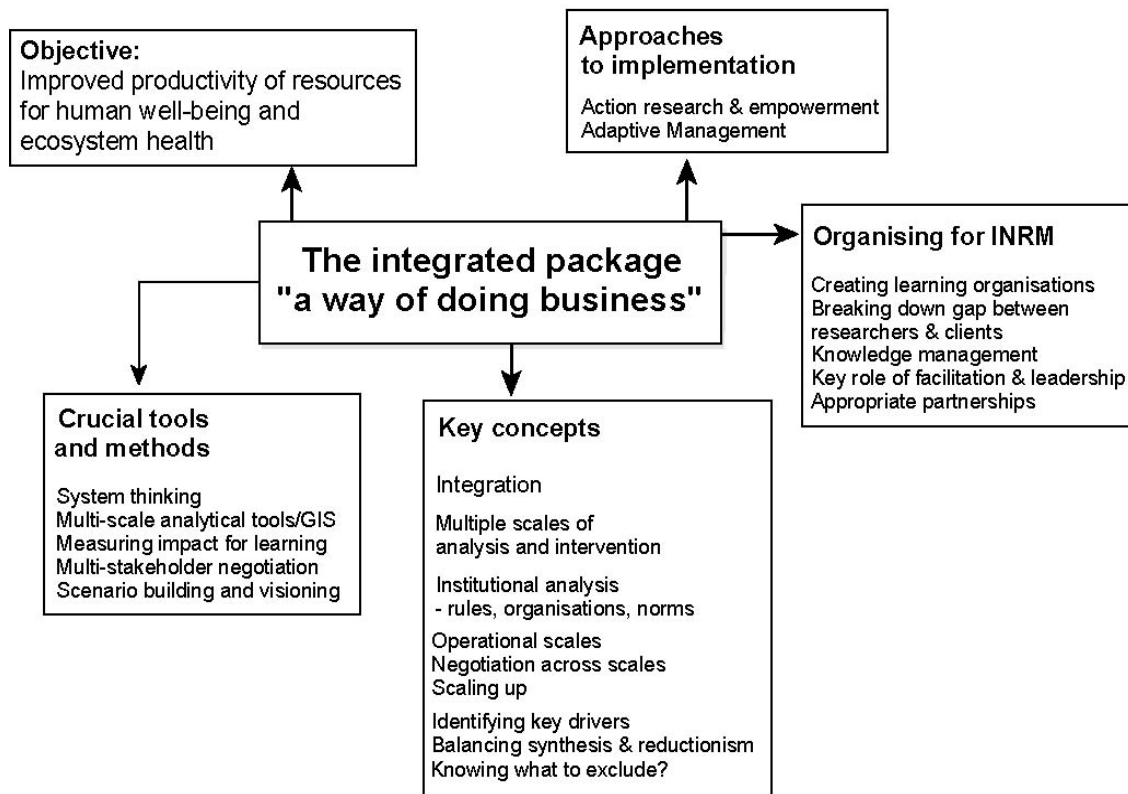 Objective:
Improved productivity of resources
for human well-being and
ecosystem health
Approaches
to implementation
Action research & empowerment
Adaptive Management
The integrated package
"a way of doing business"
Organising for INRM
Creating learning organisations
Breaking down gap between
researchers & clients
Knowledge management
Key role of facilitation & leadership
Appropriate partnerships
Crucial tools
and methods
System thinking
Multi-scale analytical tools/GIS
Measuring impact for learning
Multi-stakeholder negotiation
Scenario building and visioning
Key concepts
Integration
Multiple scales of
analysis and intervention
Institutional analysis
- rules, organisations, norms
Operational scales
Negotiation across scales
Scaling up
Identifying key drivers
Balancing synthesis & reductionism
Knowing what to exclude?